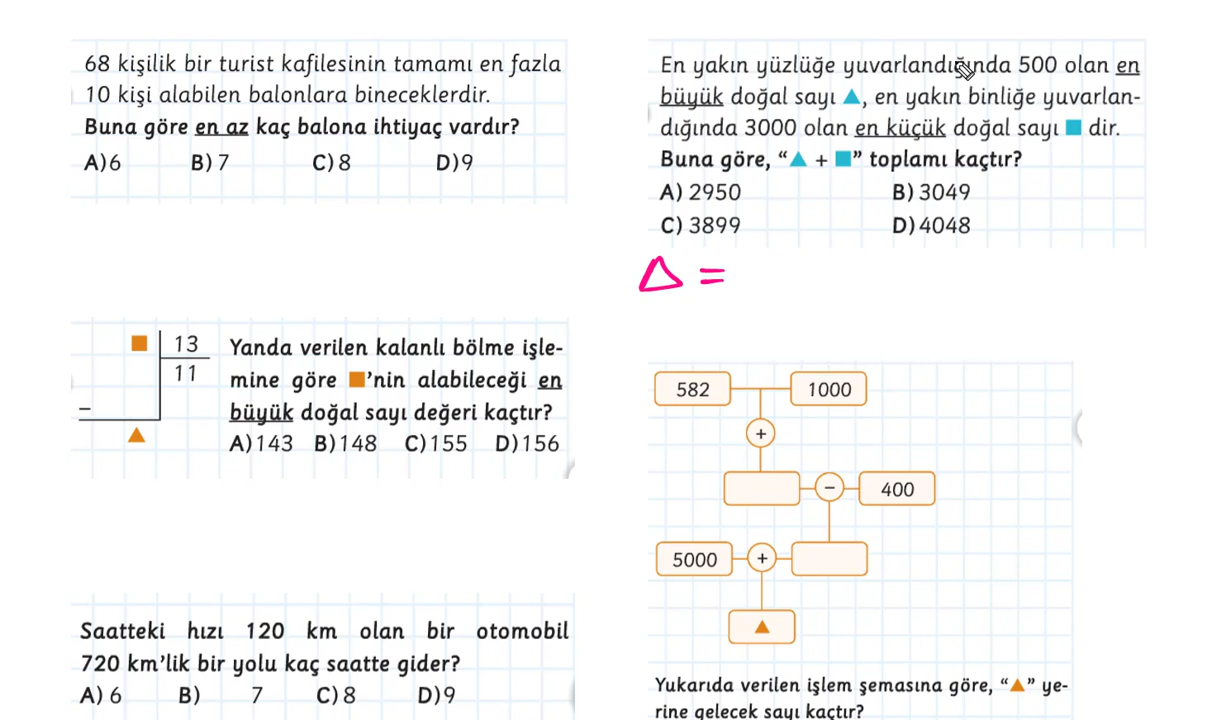 68 kişilik bir turist kafilesinin tamamı en fazla
10 kişi alabilen balonlara bineceklerdir.
Buna göre en az kaç balona ihtiyaç vardır?
A) 6 B) 7 C) 8 D) 9
13
11
−
Yanda verilen kalanlı bölme işle-
mine göre ■'nin alabileceği en
büyük doğal sayı değeri kaçtır?
A) 143 B) 148 C) 155 D) 156
Saatteki hızı 120 km olan bir otomobil
720 km'lik bir yolu kaç saatte gider?
A) 6 B) 7 C) 8 D) 9
En yakın yüzlüğe yuvarlandığında 500 olan en
büyük doğal sayı ▲, en yakın binliğe yuvarlan-
dığında 3000 olan en küçük doğal sayı ■ dir.
Buna göre, “▲ + ■” toplamı kaçtır?
A) 2950 B) 3049
C) 3899 D) 4048
Δ =
582 1000
+
− 400
5000 +
▲
Yukarıda verilen işlem şemasına göre, “▲” ye-
rine gelecek sayı kaçtır?